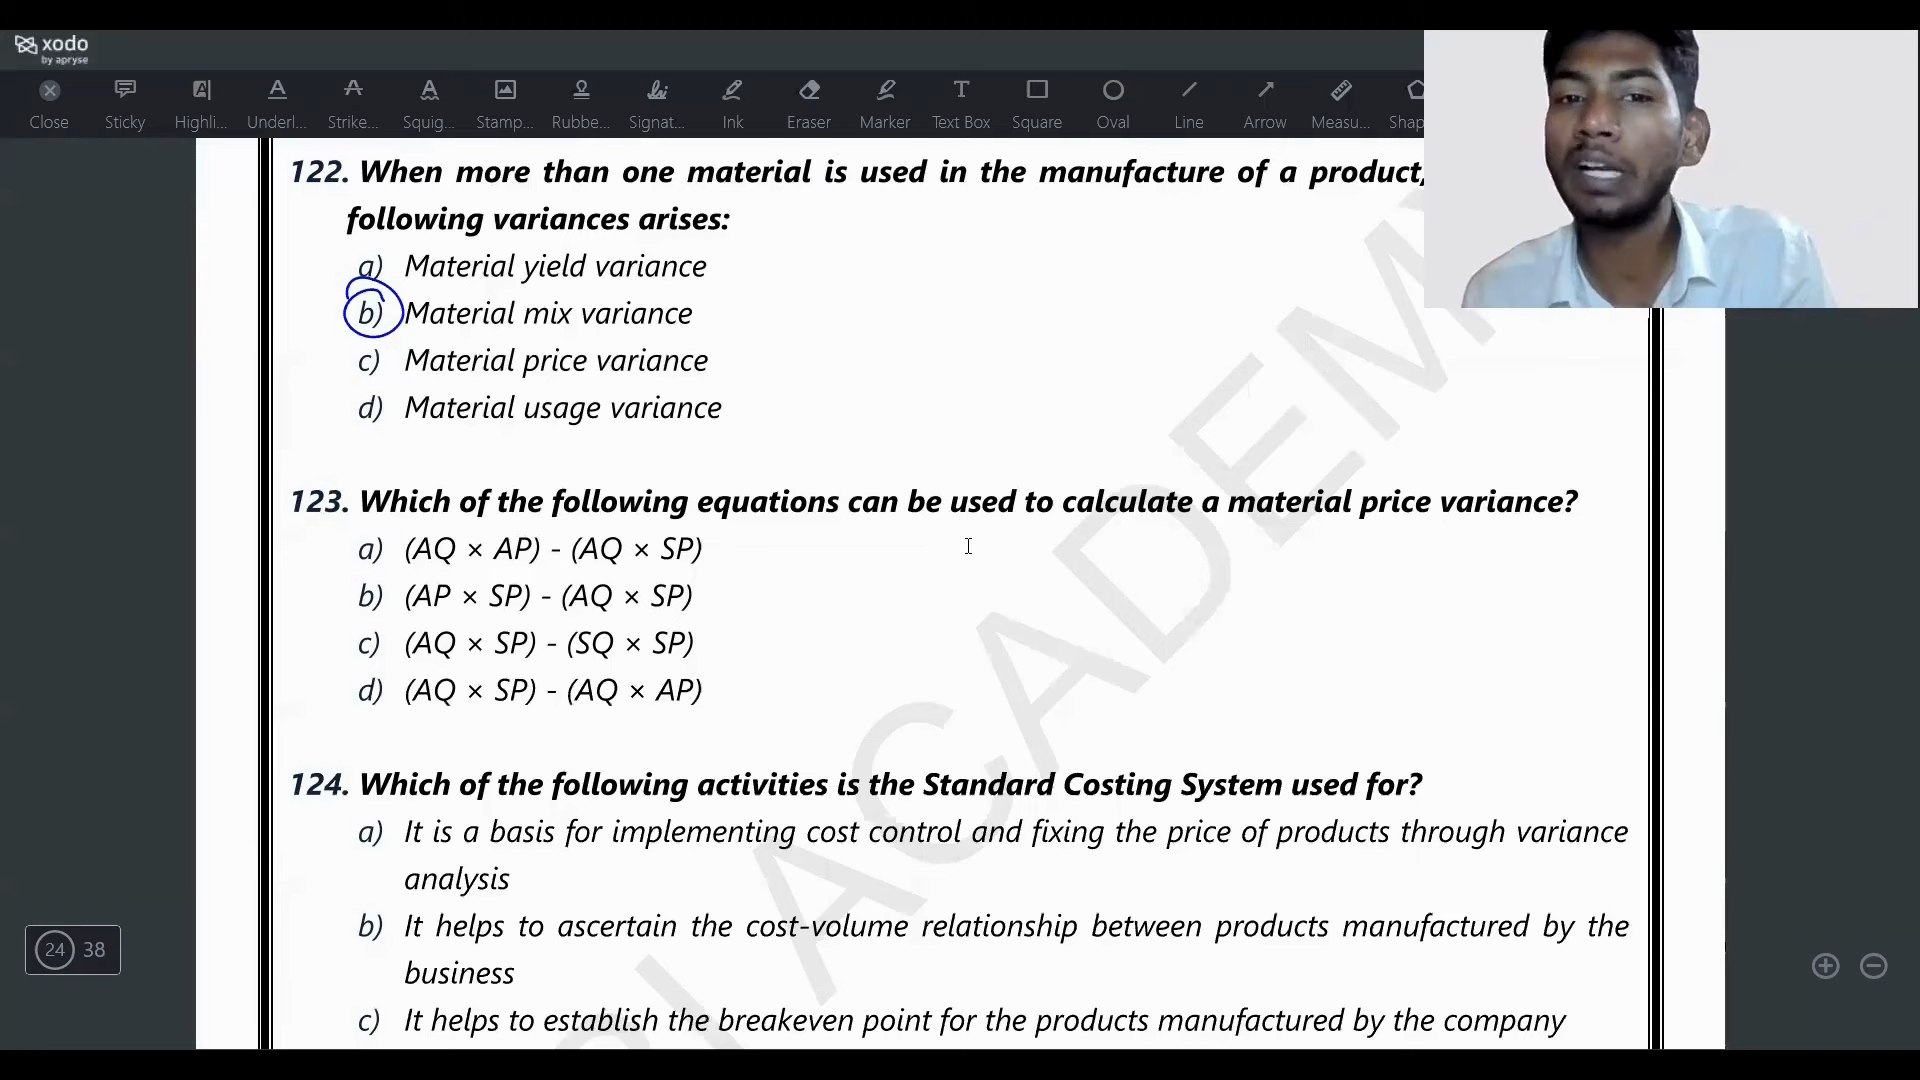 xodo
by apryse
Close Sticky Highli... Underl... Strike... Squig... Stamp... Rubbe... Signat... Ink Eraser Marker Text Box Square Oval Line Arrow Measu... Shap
122. When more than one material is used in the manufacture of a product,
following variances arises:
a) Material yield variance
b) Material mix variance
c) Material price variance
d) Material usage variance
123. Which of the following equations can be used to calculate a material price variance?
a) (AQ × AP) - (AQ × SP)
b) (AP × SP) - (AQ × SP)
c) (AQ × SP) - (SQ × SP)
d) (AQ × SP) - (AQ × AP)
124. Which of the following activities is the Standard Costing System used for?
a) It is a basis for implementing cost control and fixing the price of products through variance
analysis
b) It helps to ascertain the cost-volume relationship between products manufactured by the
business
c) It helps to establish the breakeven point for the products manufactured by the company
24 38
ACADEM